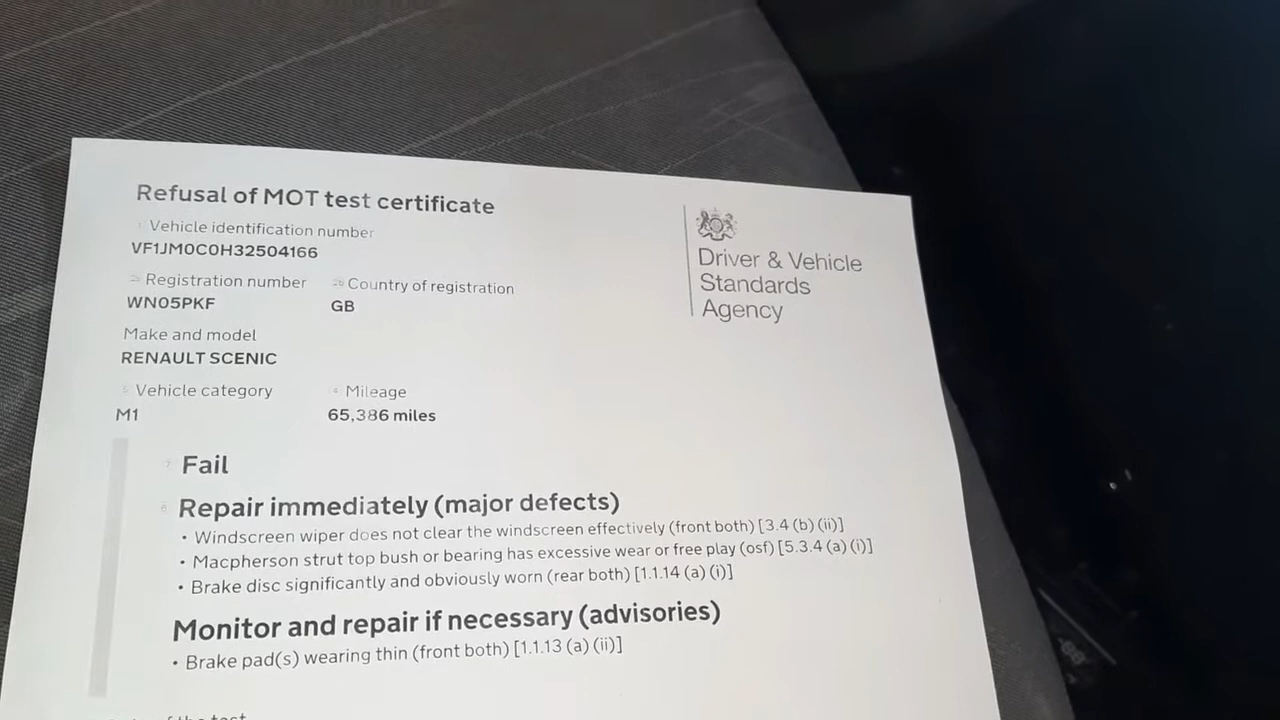 Refusal of MOT test certificate
Vehicle identification number
VF1JM0C0H32504166
Driver & Vehicle
Standards
Agency
Registration number
Country of registration
WN05PKF
GB
Make and model
RENAULT SCENIC
Vehicle category
Mileage
M1
65,386 miles
Fail
Repair immediately (major defects)
• Windscreen wiper does not clear the windscreen effectively (front both) [3.4 (b) (ii)]
• Macpherson strut top bush or bearing has excessive wear or free play (osf) [5.3.4 (a) (i)]
• Brake disc significantly and obviously worn (rear both) [1.1.14 (a) (i)]
Monitor and repair if necessary (advisories)
• Brake pad(s) wearing thin (front both) [1.1.13 (a) (ii)]
of the test